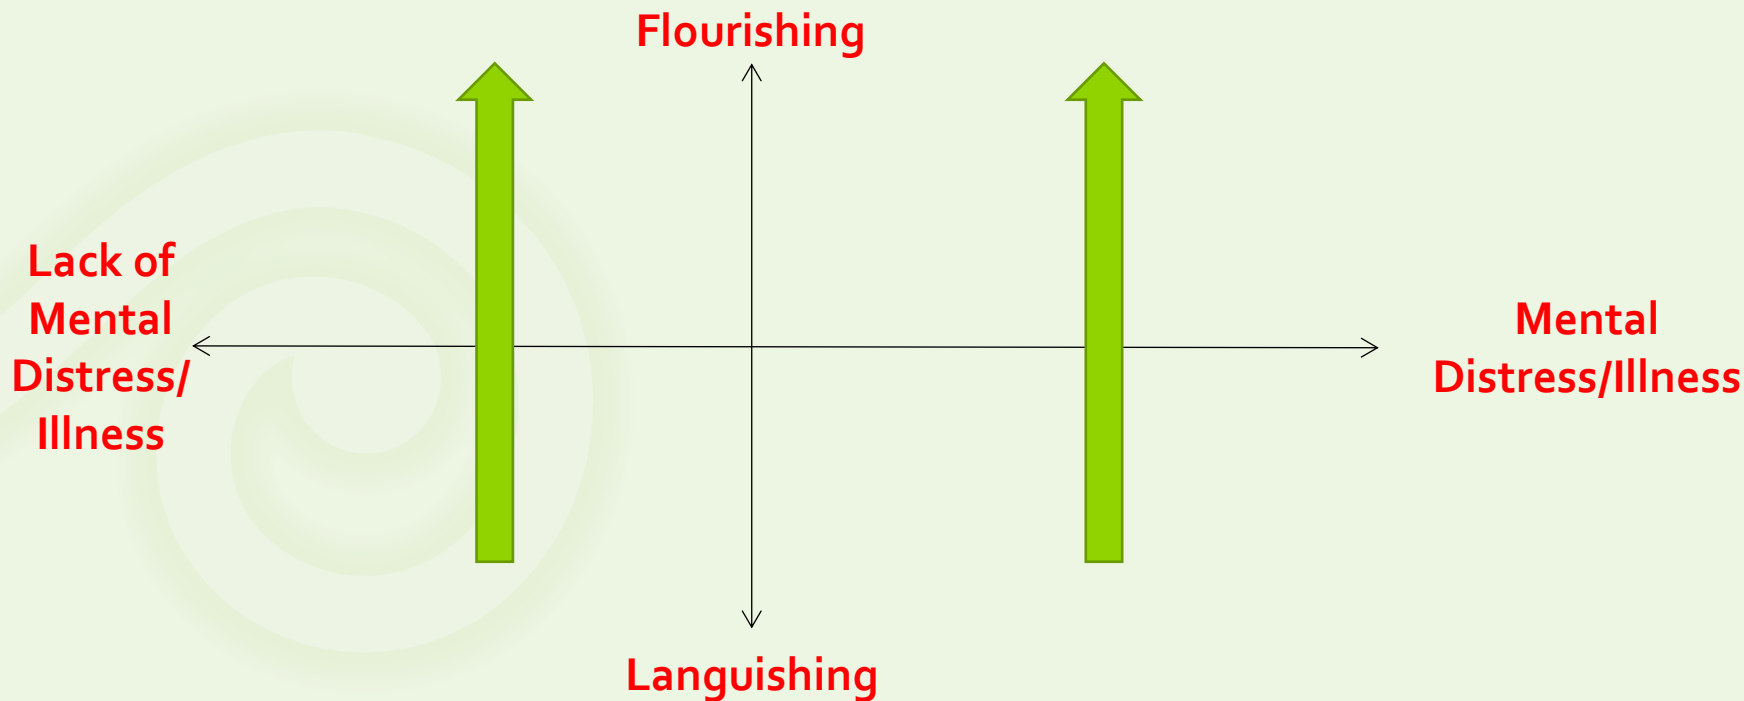 Flourishing
Lack of
Mental
Distress/
Illness
Mental
Distress/Illness
Languishing